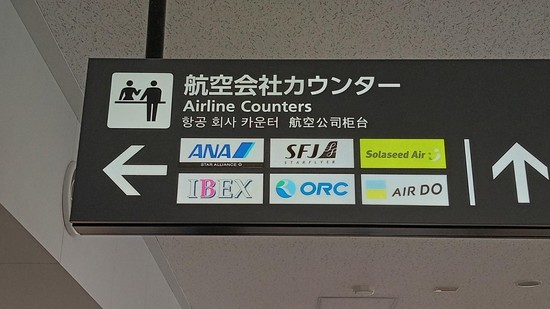 航空会社カウンター
Airline Counters
항공 회사 카운터 航空公司柜台
ANA
STAR ALLIANCE
SFJ
STARFLYER
Solaseed Air
IBEX
ORC
AIR DO